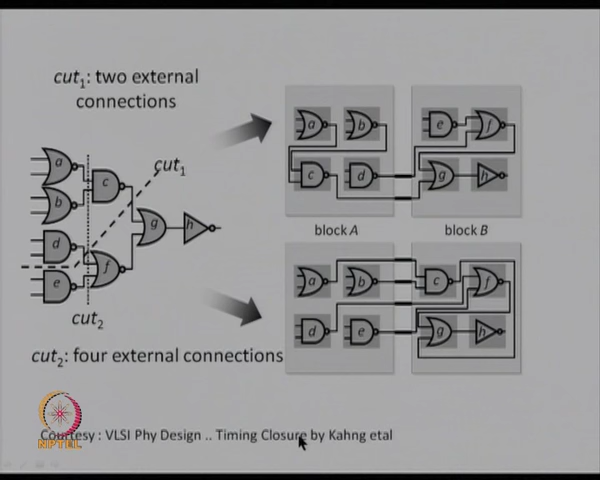 cut1: two external
connections
cut1
a
b
c
d
e
f
g
h
cut2
cut2: four external connections
a b
c d
e f
g h
block A
block B
a b
d e
c f
g h
NPTEL
Courtesy : VLSI Phy Design .. Timing Closure by Kahng etal